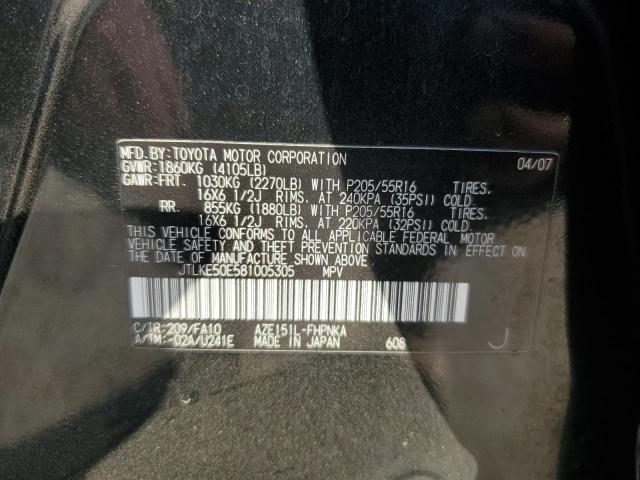 MFD. BY: TOYOTA MOTOR CORPORATION 04/07
GVWR: 1860KG (4105LB)
GAWR: FRT. 1030KG (2270LB) WITH P205/55R16 TIRES.
16X6 1/2J RIMS. AT 240KPA (35PSI) COLD.
RR. 855KG (1880LB) WITH P205/55R16 TIRES.
16X6 1/2J RIMS. AT 220KPA (32PSI) COLD.
THIS VEHICLE CONFORMS TO ALL APPLICABLE FEDERAL MOTOR
VEHICLE SAFETY AND THEFT PREVENTION STANDARDS IN EFFECT ON
THE DATE OF MANUFACTURE SHOWN ABOVE.
JTLKE50E581005305 MPV
C/TR: 209/FA10 AZE151L-FHPNKA
A/TM: -02A/U241E MADE IN JAPAN 608 J